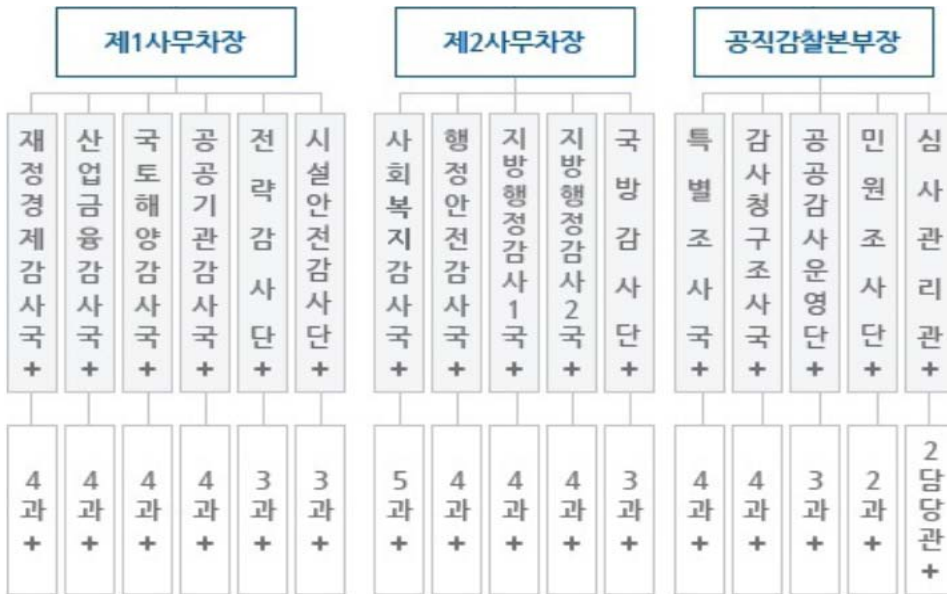 제1사무차장
재정경제감사국 +
4과 +
산업금융감사국 +
4과 +
국토해양감사국 +
4과 +
공공기관감사국 +
4과 +
전략감사단 +
3과 +
시설안전감사단 +
3과 +
제2사무차장
사회복지감사국 +
5과 +
행정안전감사국 +
4과 +
지방행정감사1국 +
4과 +
지방행정감사2국 +
4과 +
국방감사단 +
3과 +
공직감찰본부장
특별조사국 +
4과 +
감사청구조사국 +
4과 +
공공감사운영단 +
3과 +
민원조사단 +
2과 +
심사관리관 +
2담당관 +